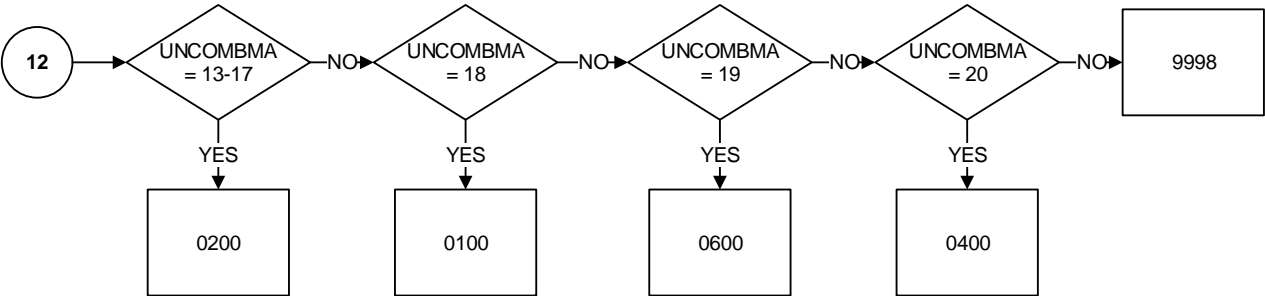 12
UNCOMBMA
= 13-17
NO
UNCOMBMA
= 18
NO
UNCOMBMA
= 19
NO
UNCOMBMA
= 20
NO
9998
YES
YES
YES
YES
0200
0100
0600
0400